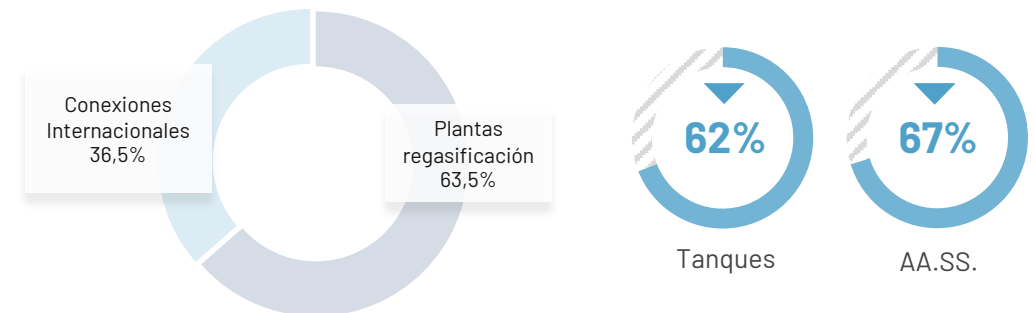 Conexiones
Internacionales
36,5%
Plantas
regasificación
63,5%
62%
Tanques
67%
AA.SS.